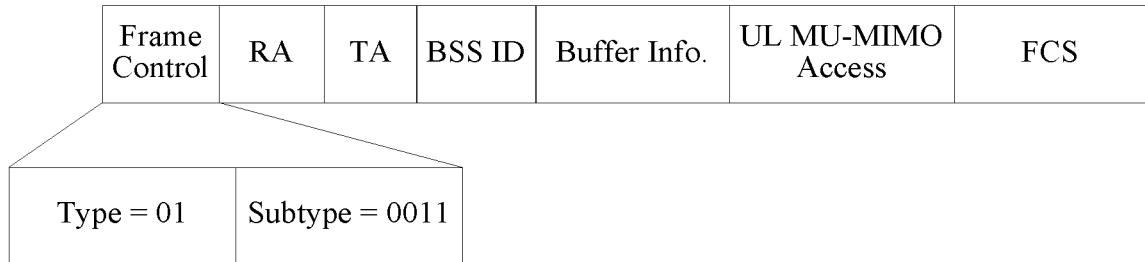 Frame
Control
RA
TA
BSS ID
Buffer Info.
UL MU-MIMO
Access
FCS
Type = 01
Subtype = 0011